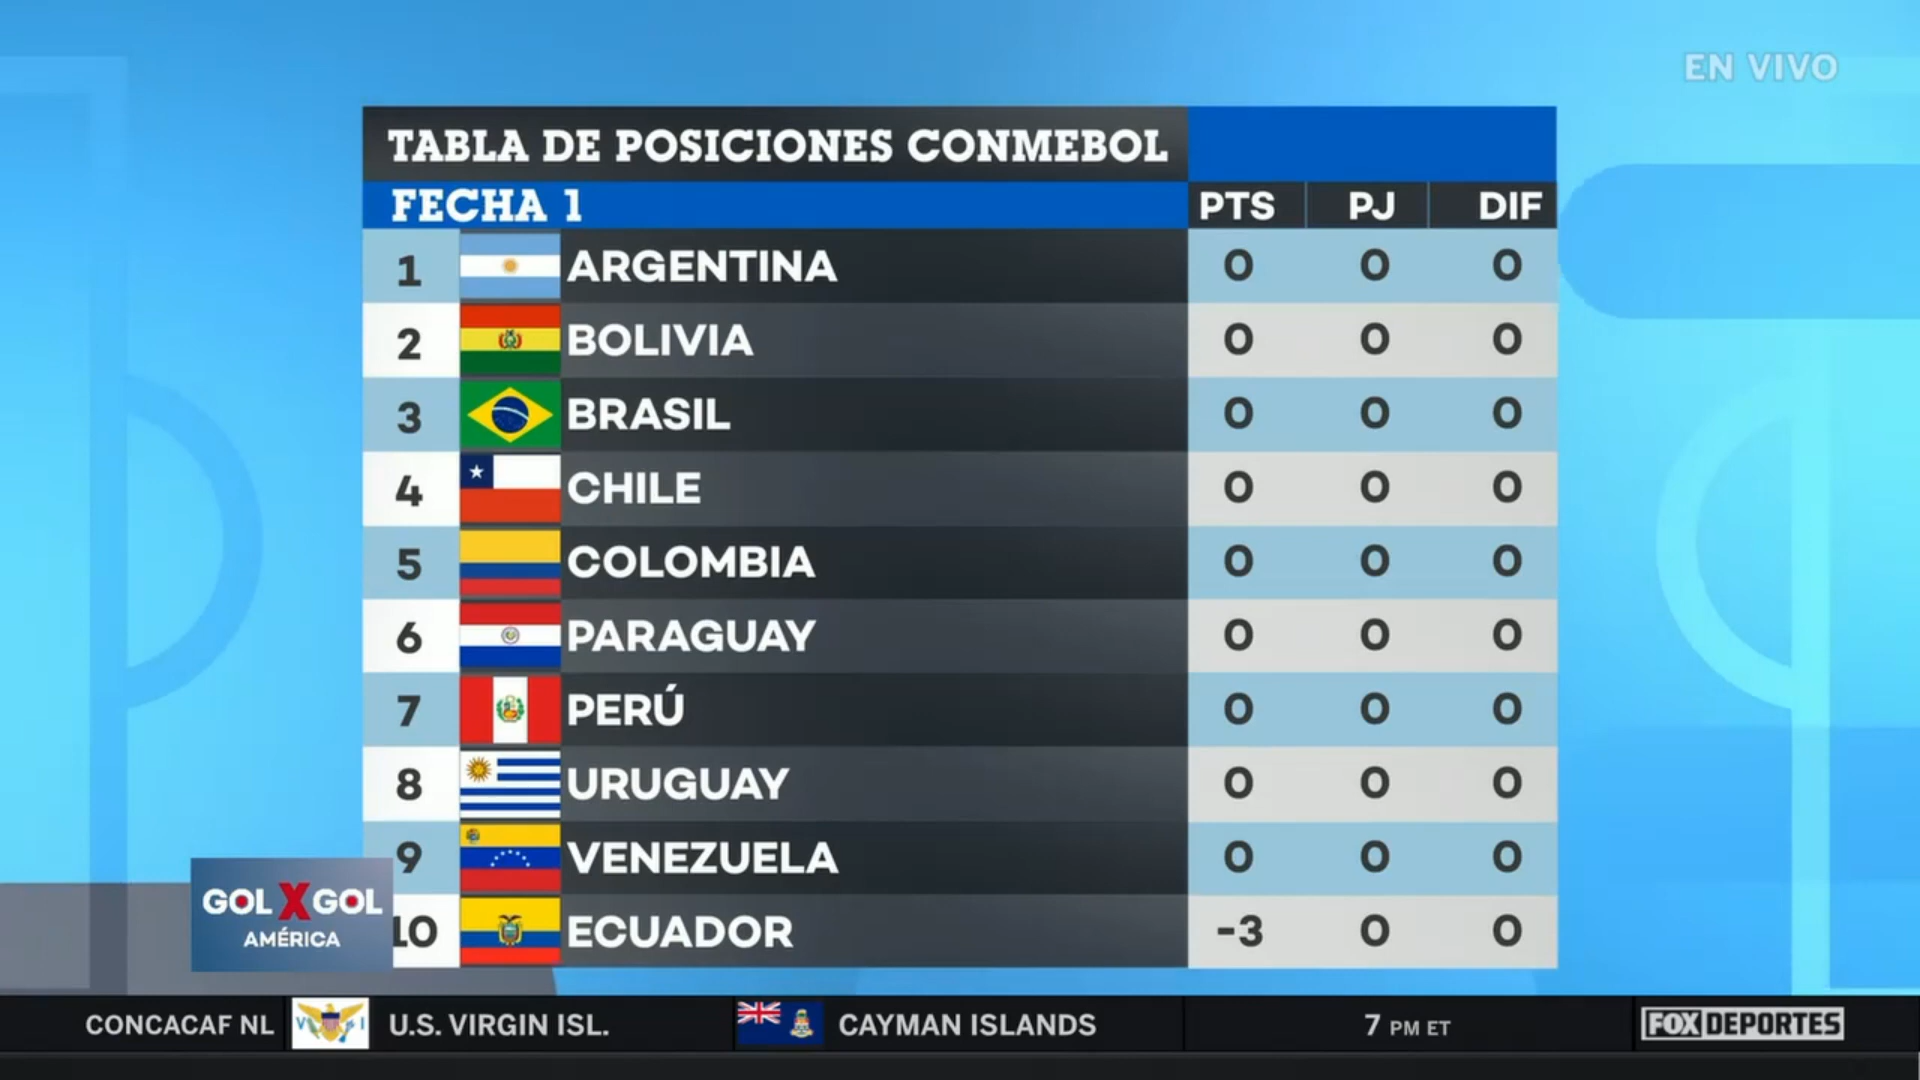 EN VIVO
TABLA DE POSICIONES CONMEBOL
FECHA 1 PTS PJ DIF
1 ARGENTINA 0 0 0
2 BOLIVIA 0 0 0
3 BRASIL 0 0 0
4 CHILE 0 0 0
5 COLOMBIA 0 0 0
6 PARAGUAY 0 0 0
7 PERÚ 0 0 0
8 URUGUAY 0 0 0
9 VENEZUELA 0 0 0
10 ECUADOR -3 0 0
GOL X GOL
AMÉRICA
CONCACAF NL V I U.S. VIRGIN ISL. CAYMAN ISLANDS 7 PM ET FOX DEPORTES